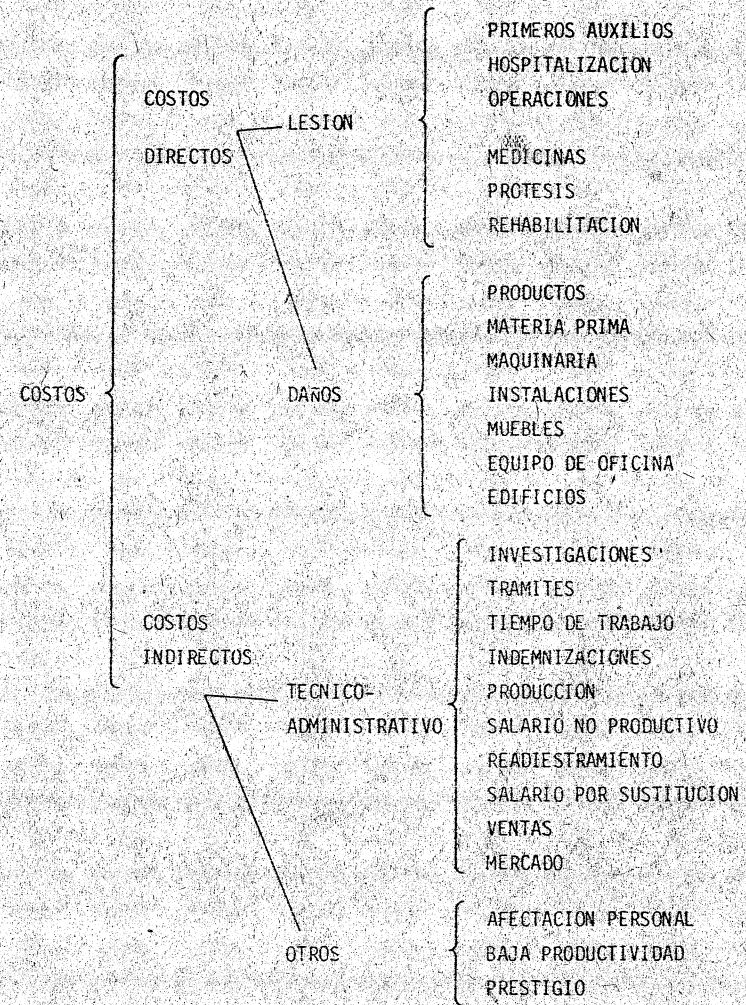 PRIMEROS AUXILIOS
HOSPITALIZACION
OPERACIONES
MEDICINAS
PROTESIS
REHABILITACION
COSTOS
DIRECTOS
LESION
PRODUCTOS
MATERIA PRIMA
MAQUINARIA
INSTALACIONES
MUEBLES
EQUIPO DE OFICINA
EDIFICIOS
DAÑOS
COSTOS
INVESTIGACIONES
TRAMITES
TIEMPO DE TRABAJO
INDEMNIZACIONES
PRODUCCION
SALARIO NO PRODUCTIVO
READIESTRAMIENTO
SALARIO POR SUSTITUCION
VENTAS
MERCADO
COSTOS
INDIRECTOS
TECNICO-
ADMINISTRATIVO
AFECTACION PERSONAL
BAJA PRODUCTIVIDAD
PRESTIGIO
OTROS